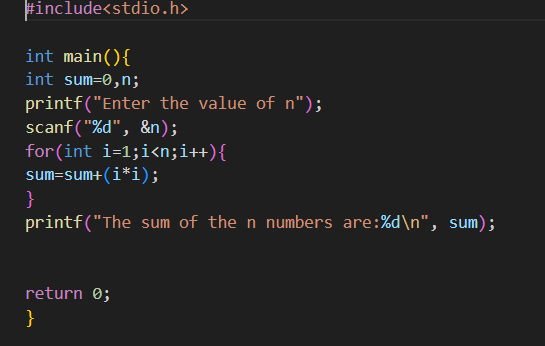 #include<stdio.h>
int main(){
int sum=0,n;
printf("Enter the value of n");
scanf("%d", &n);
for(int i=1;i<n;i++){
sum=sum+(i*i);
}
printf("The sum of the n numbers are:%d\n", sum);
return 0;
}